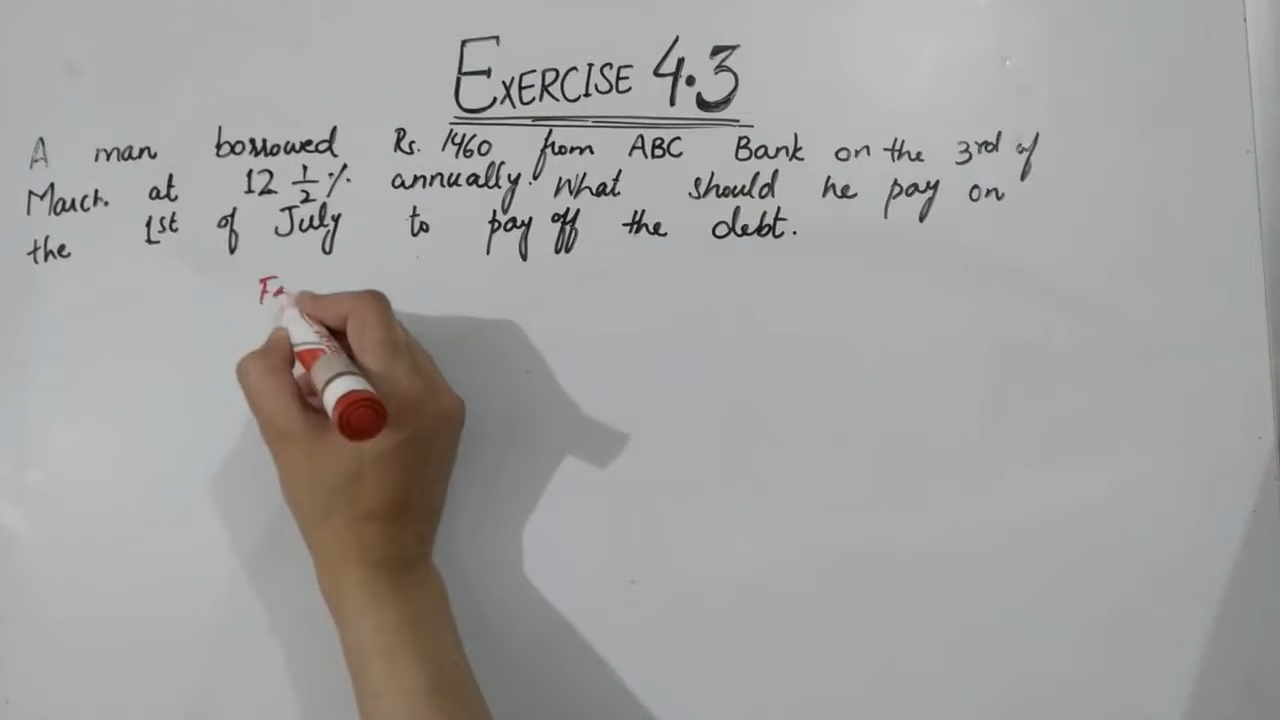 EXERCISE 4.3
A man borrowed Rs. 1460 from ABC Bank on the 3rd of
March at 12 1/2 % annually. What should he pay on
the 1st of July to pay off the debt.